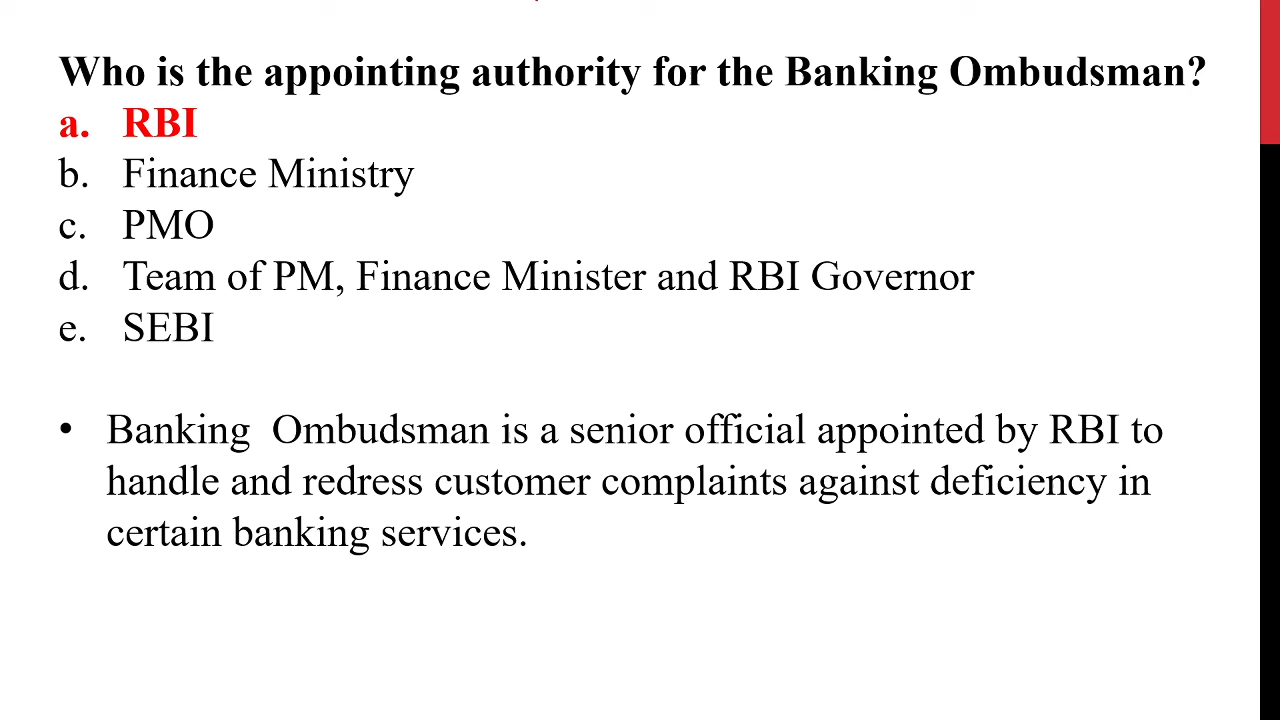 Who is the appointing authority for the Banking Ombudsman?
a. RBI
b. Finance Ministry
c. PMO
d. Team of PM, Finance Minister and RBI Governor
e. SEBI
• Banking  Ombudsman is a senior official appointed by RBI to
handle and redress customer complaints against deficiency in
certain banking services.